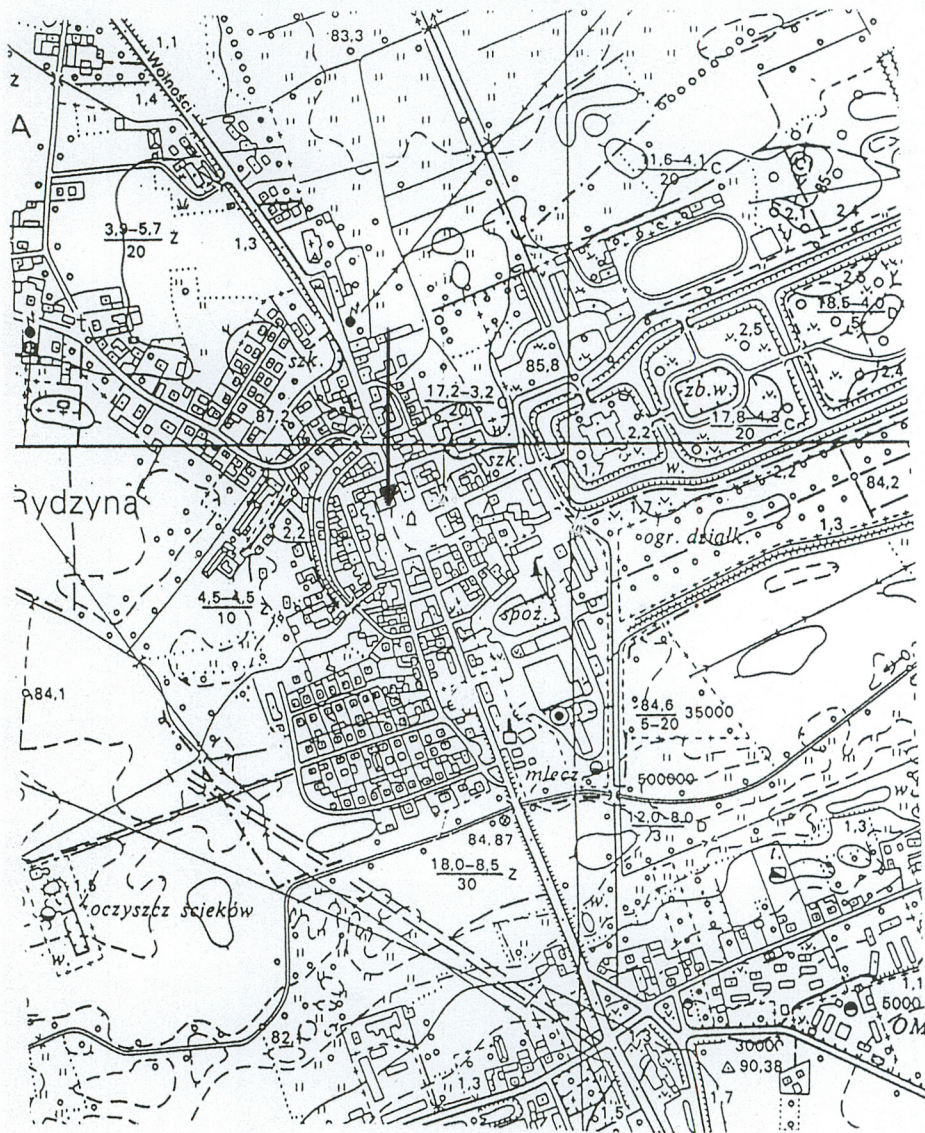 83,3
1,1
Wolności
Ż
1.4
A
11,6–4,1
20
C
85
2,1
2,4
3,9–5,7
20
Ż
1,3
2,5
18,5–4,0
5
D
2,5
szk.
85,8
17,2–3,2
20
zb.w.
2,4
87
17,8–4,3
20
C
2,2
szk.
1,7
w
2,2
84,2
Rydzyna
1,7
1,3
2,2
ogr. działk.
4,5–4,5
10
Ż
spoż.
84,1
84,6
5–20
35000
mlecz
500000
12,0–8,0
3
D
w
84.87
1,3
18,0–8,5
30
Ż
1,5
oczyszcz ścieków
w
w
1,1
5000
OM
82,1
30000
90,38
1,3
1,5
1,7